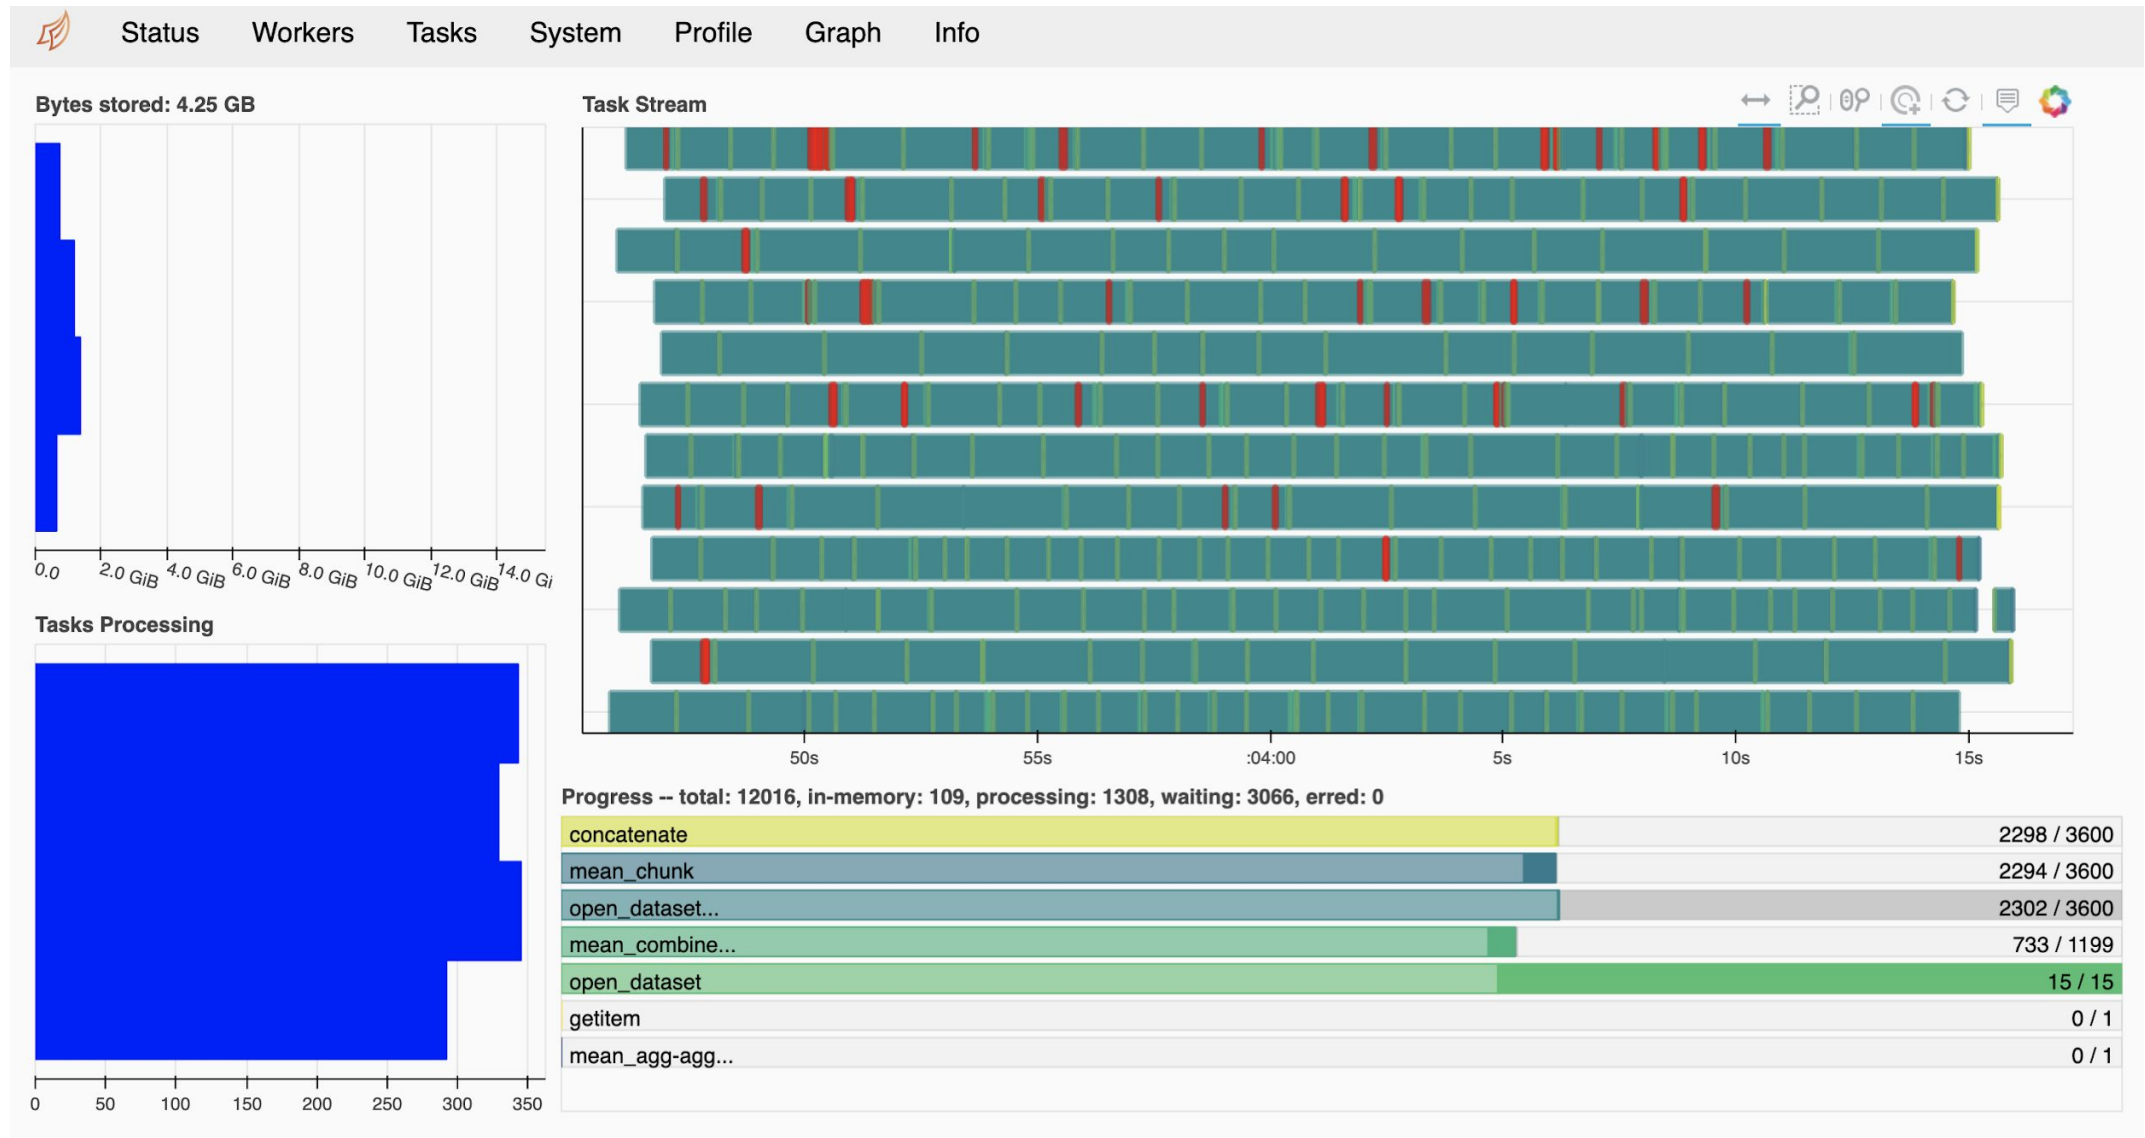 Status Workers Tasks System Profile Graph Info
Bytes stored: 4.25 GB
0.0 2.0 GiB 4.0 GiB 6.0 GiB 8.0 GiB 10.0 GiB 12.0 GiB 14.0 Gi
Tasks Processing
0 50 100 150 200 250 300 350
Task Stream
50s 55s :04:00 5s 10s 15s
Progress -- total: 12016, in-memory: 109, processing: 1308, waiting: 3066, erred: 0
concatenate 2298 / 3600
mean_chunk 2294 / 3600
open_dataset... 2302 / 3600
mean_combine... 733 / 1199
open_dataset 15 / 15
getitem 0 / 1
mean_agg-agg... 0 / 1